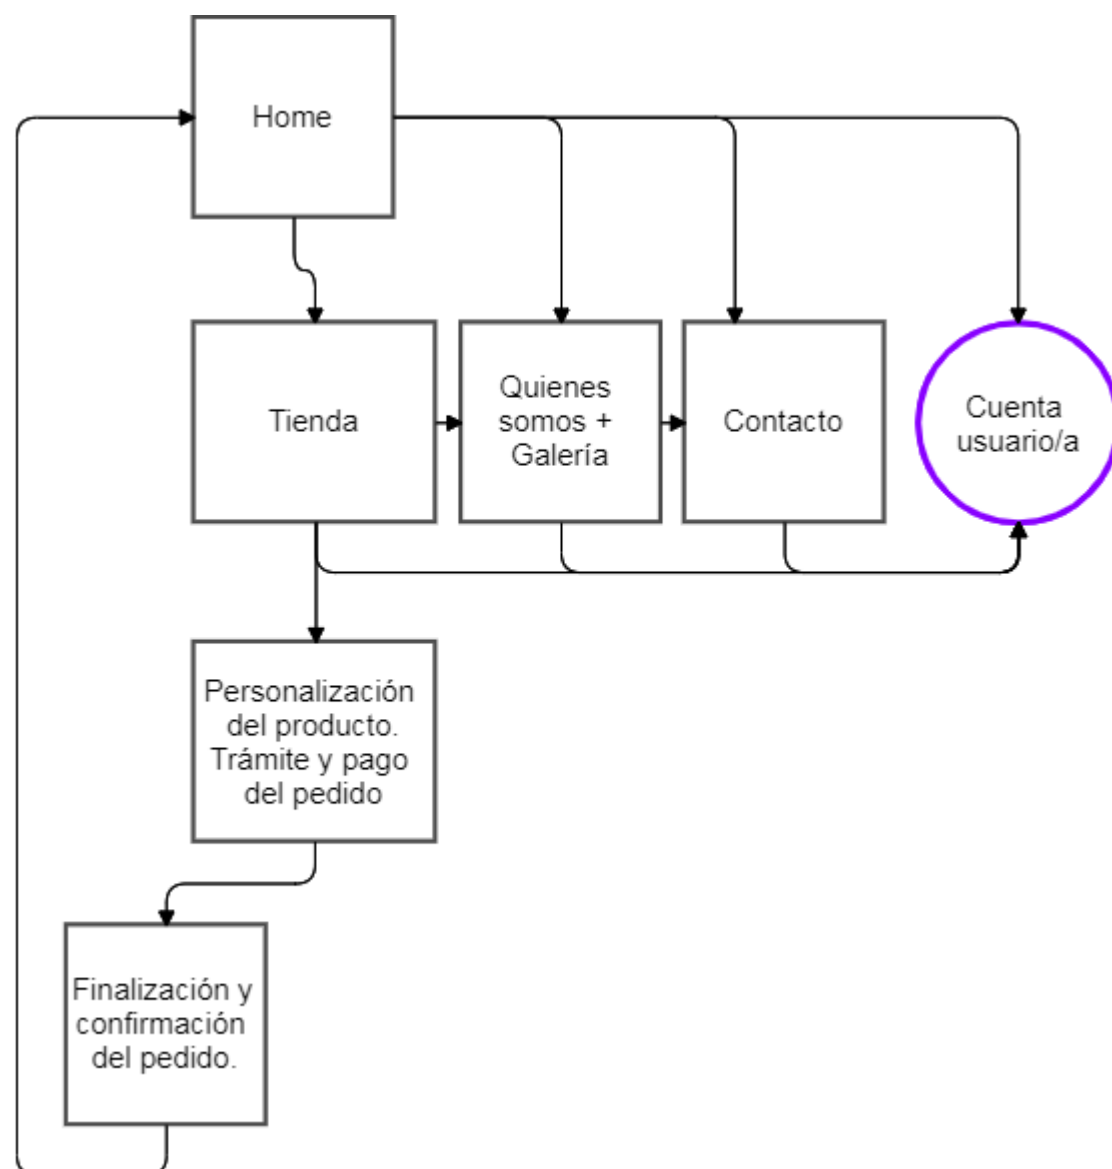 Home
Tienda
Quienes
somos +
Galería
Contacto
Cuenta
usuario/a
Personalización
del producto.
Trámite y pago
del pedido
Finalización y
confirmación
del pedido.